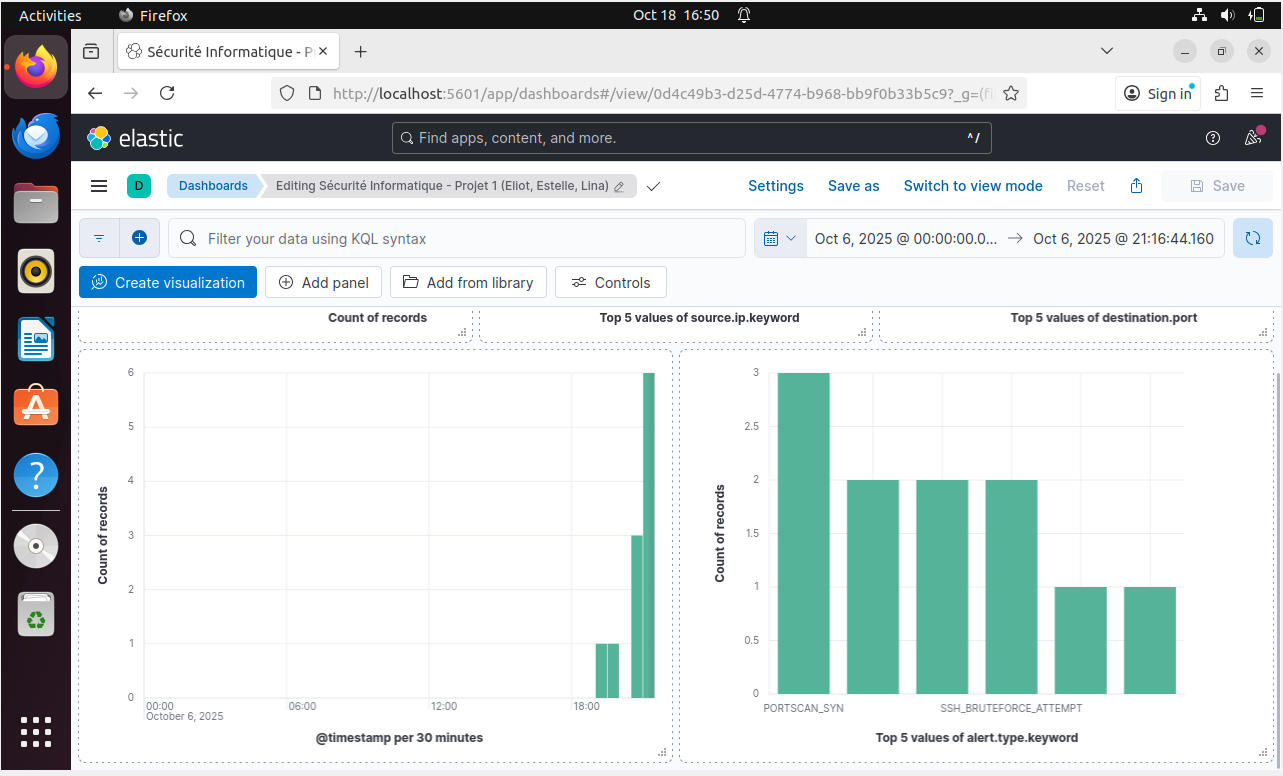 Activities
Firefox
Oct 18 16:50
Sécurité Informatique - P
http://localhost:5601/app/dashboards#/view/0d4c49b3-d25d-4774-b968-bb9f0b33b5c9?_g=(fi
Sign in
elastic
Find apps, content, and more.
^/
D
Dashboards
Editing Sécurité Informatique - Projet 1 (Eliot, Estelle, Lina)
Settings
Save as
Switch to view mode
Reset
Save
Filter your data using KQL syntax
Oct 6, 2025 @ 00:00:00.0...
Oct 6, 2025 @ 21:16:44.160
Create visualization
Add panel
Add from library
Controls
Count of records
Top 5 values of source.ip.keyword
Top 5 values of destination.port
Count of records
6
5
4
3
2
1
0
00:00
October 6, 2025
06:00
12:00
18:00
@timestamp per 30 minutes
Count of records
3
2.5
2
1.5
1
0.5
0
PORTSCAN_SYN
SSH_BRUTEFORCE_ATTEMPT
Top 5 values of alert.type.keyword